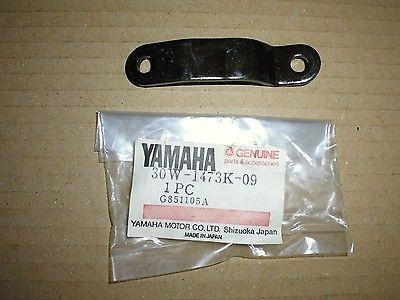 YAMAHA GENUINE
parts & accessories
30W-1473K-09
1PC
G851105A
YAMAHA MOTOR CO., LTD. Shizuoka Japan
MADE IN JAPAN